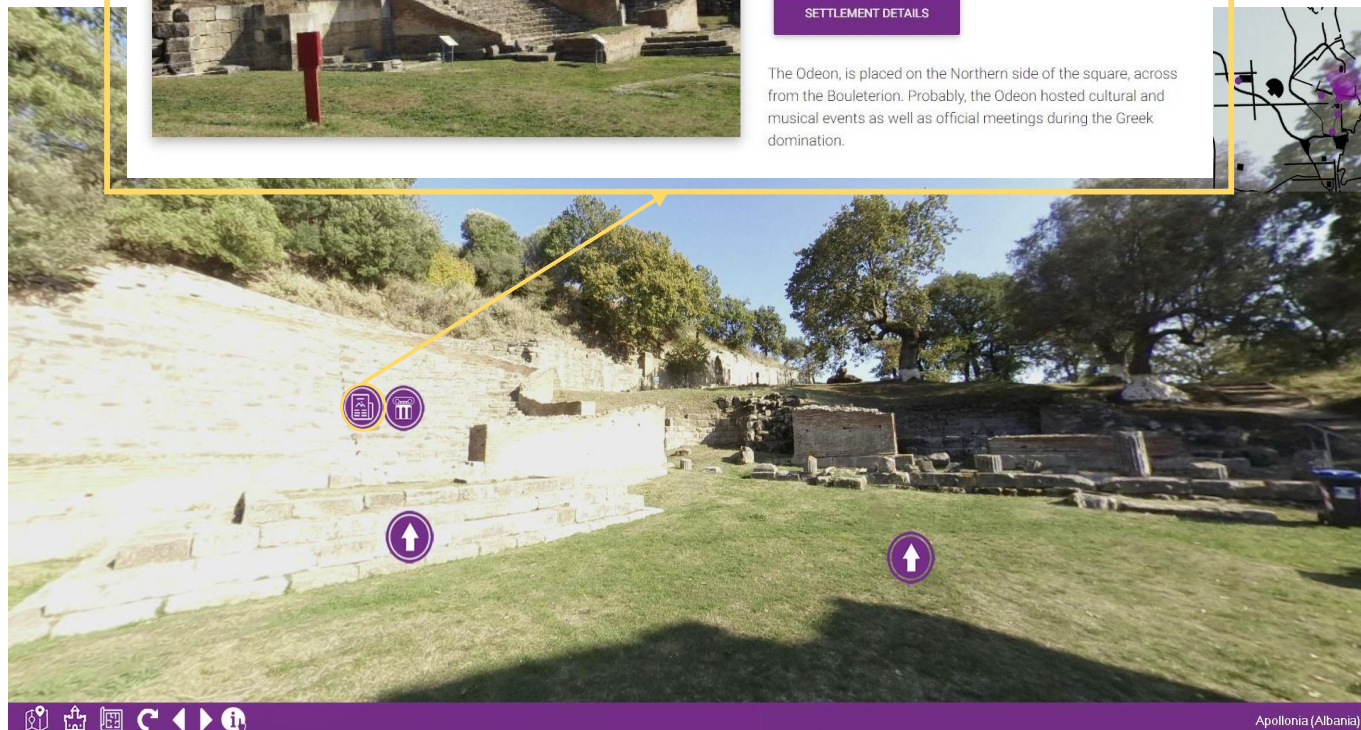 SETTLEMENT DETAILS
The Odeon, is placed on the Northern side of the square, across
from the Bouleterion. Probably, the Odeon hosted cultural and
musical events as well as official meetings during the Greek
domination.
Apollonia (Albania)